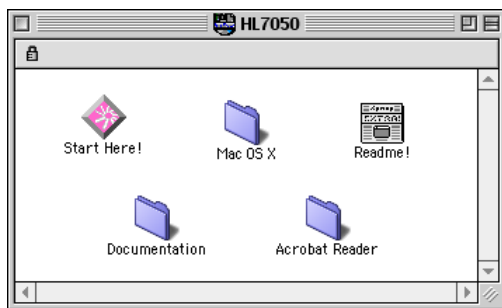 HL7050
Start Here!
Mac OS X
Readme!
Documentation
Acrobat Reader